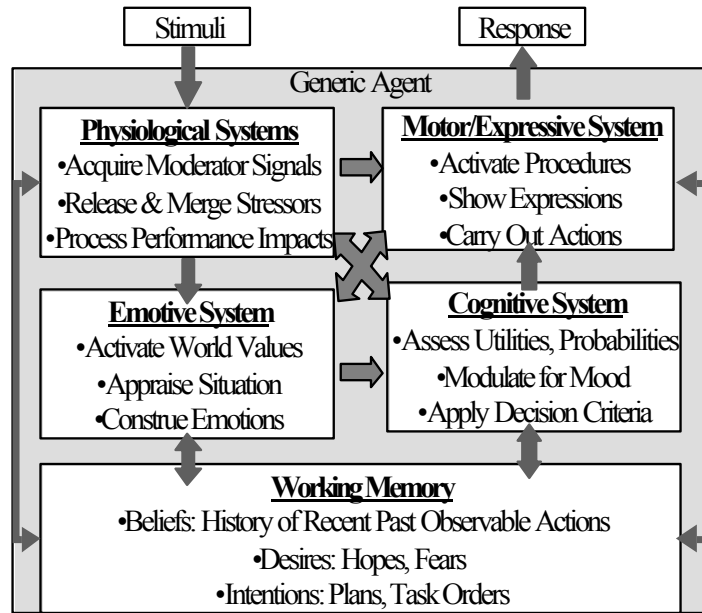 Stimuli
Response
Generic Agent
Physiological Systems
•Acquire Moderator Signals
•Release & Merge Stressors
•Process Performance Impacts
Motor/Expressive System
•Activate Procedures
•Show Expressions
•Carry Out Actions
Emotive System
•Activate World Values
•Appraise Situation
•Construe Emotions
Cognitive System
•Assess Utilities, Probabilities
•Modulate for Mood
•Apply Decision Criteria
Working Memory
•Beliefs: History of Recent Past Observable Actions
•Desires: Hopes, Fears
•Intentions: Plans, Task Orders